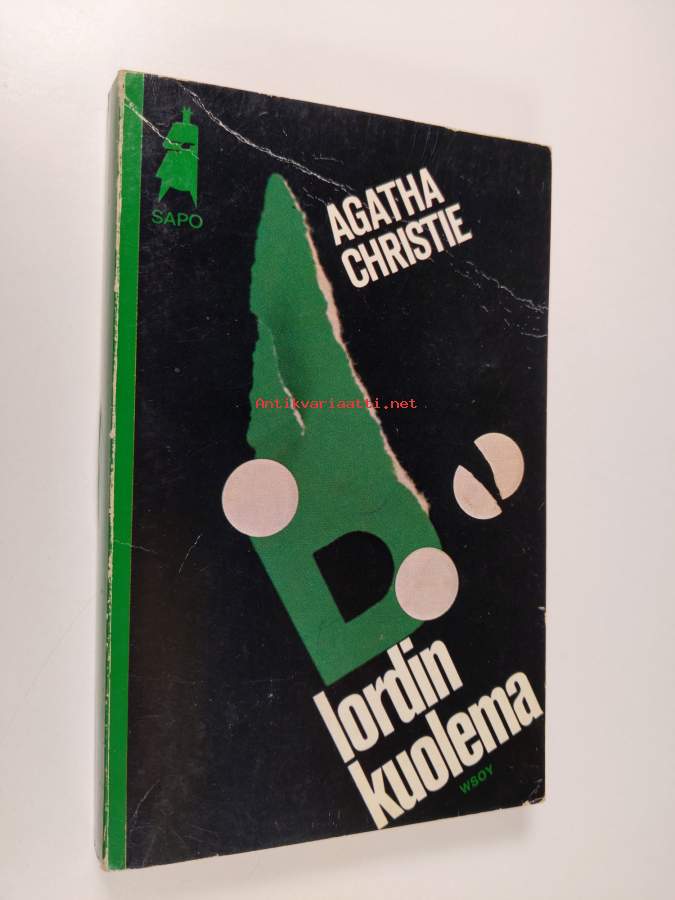 SAPO
AGATHA
CHRISTIE
Antikvariaatti.net
D
lordin
kuolema
WSOY